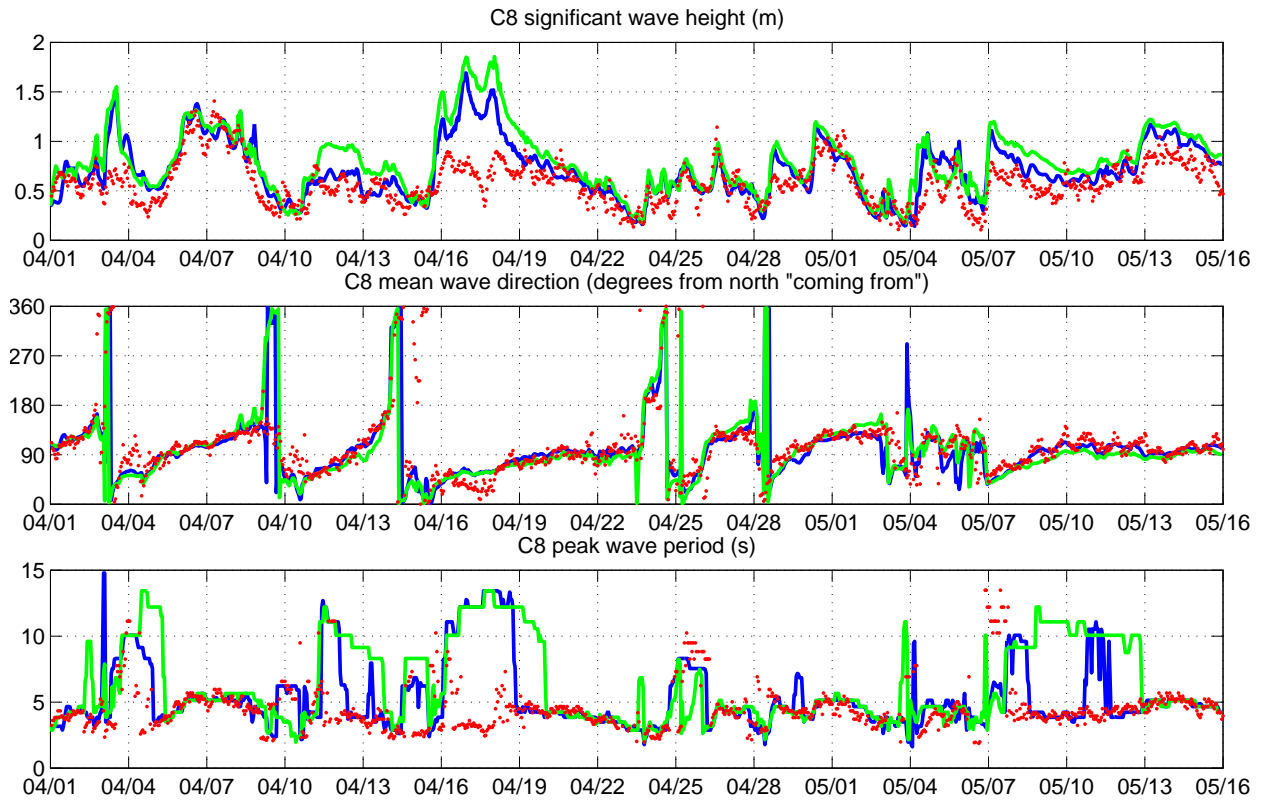 C8 significant wave height (m)
2
1.5
1
0.5
0
04/01 04/04 04/07 04/10 04/13 04/16 04/19 04/22 04/25 04/28 05/01 05/04 05/07 05/10 05/13 05/16
C8 mean wave direction (degrees from north "coming from")
360
270
180
90
0
04/01 04/04 04/07 04/10 04/13 04/16 04/19 04/22 04/25 04/28 05/01 05/04 05/07 05/10 05/13 05/16
C8 peak wave period (s)
15
10
5
0
04/01 04/04 04/07 04/10 04/13 04/16 04/19 04/22 04/25 04/28 05/01 05/04 05/07 05/10 05/13 05/16